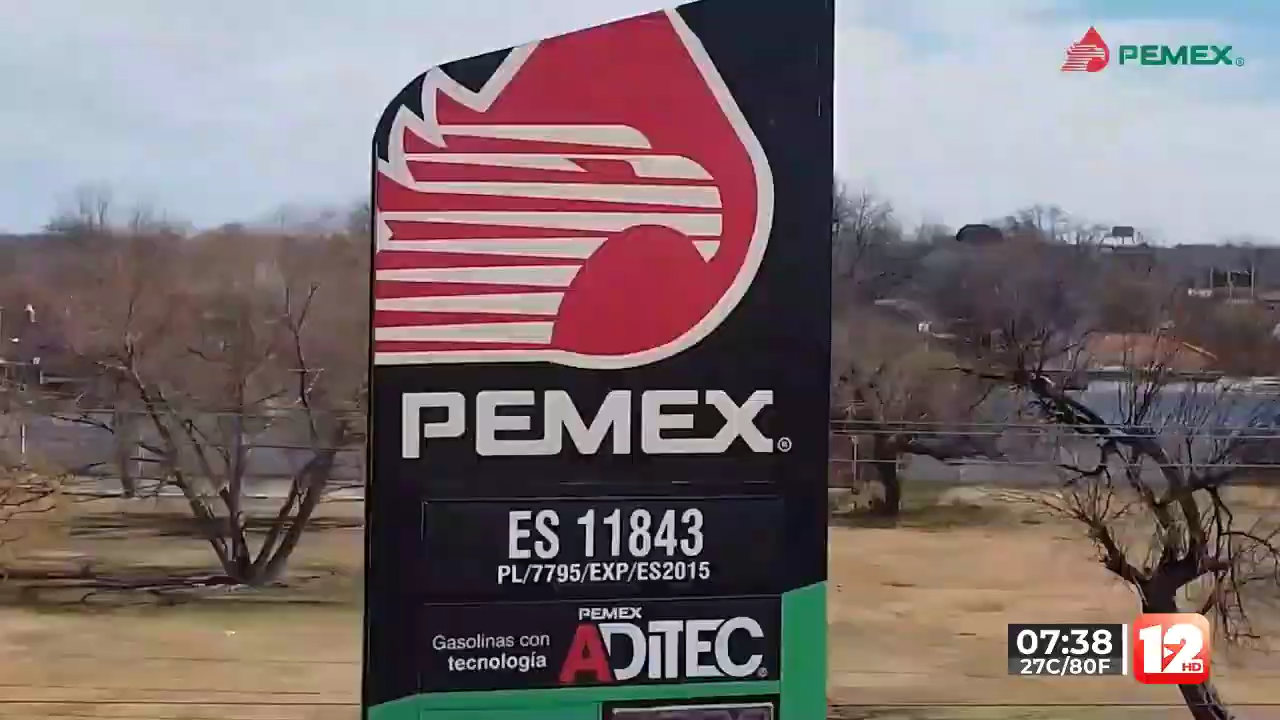 PEMEX®
PEMEX®
ES 11843
PL/7795/EXP/ES2015
Gasolinas con
tecnología
PEMEX
ADiTEC®
07:38
27C/80F
12
HD